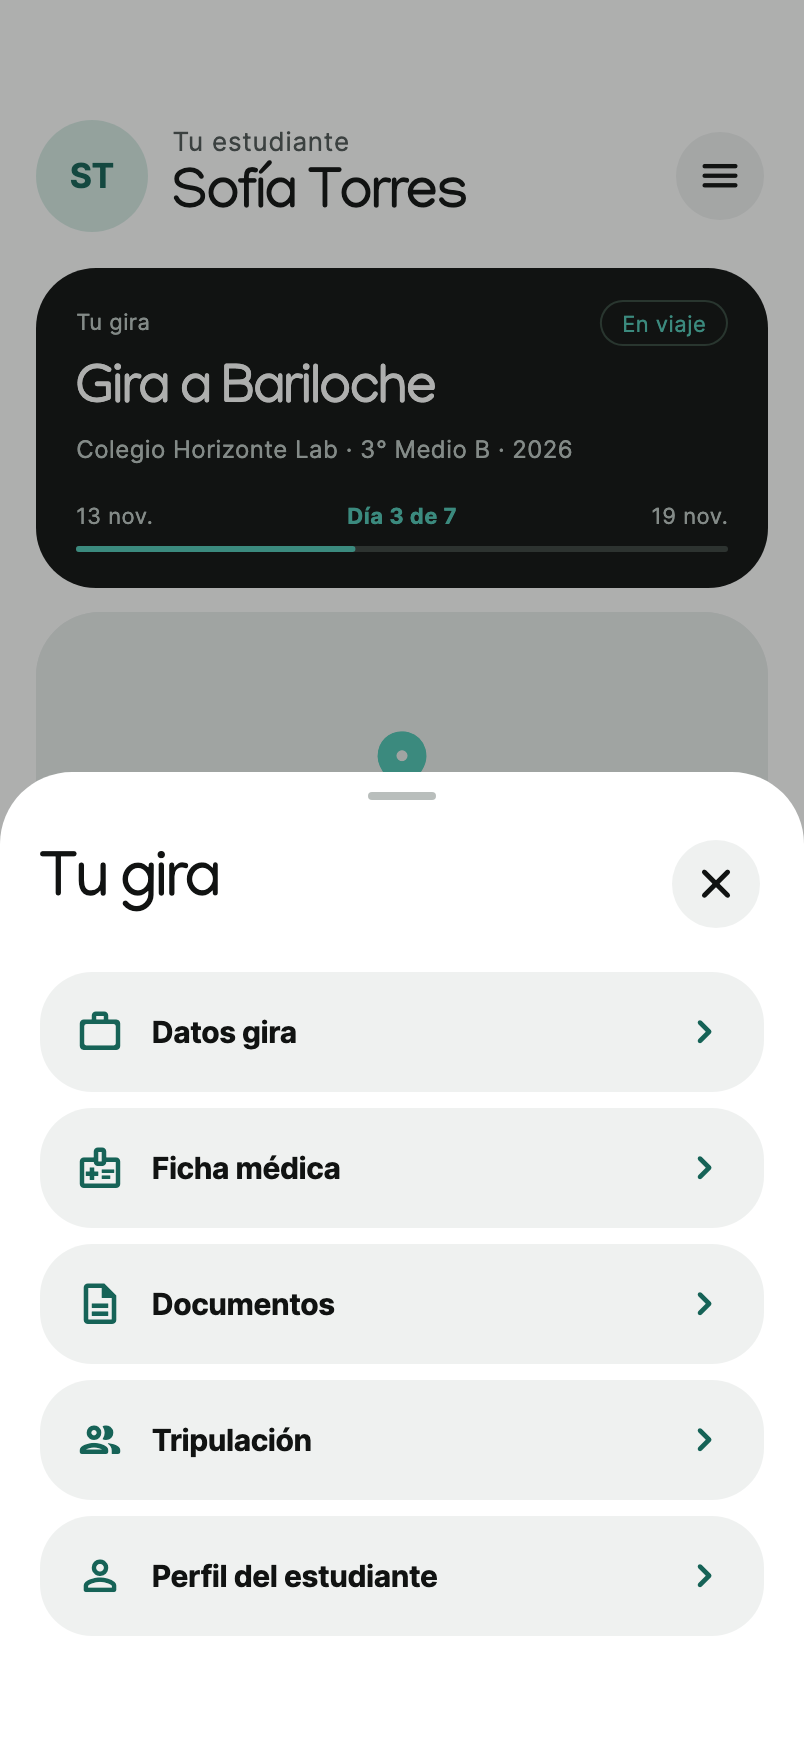 ST
Tu estudiante
Sofía Torres
Tu gira
En viaje
Gira a Bariloche
Colegio Horizonte Lab · 3° Medio B · 2026
13 nov.
Día 3 de 7
19 nov.
Tu gira
Datos gira
Ficha médica
Documentos
Tripulación
Perfil del estudiante